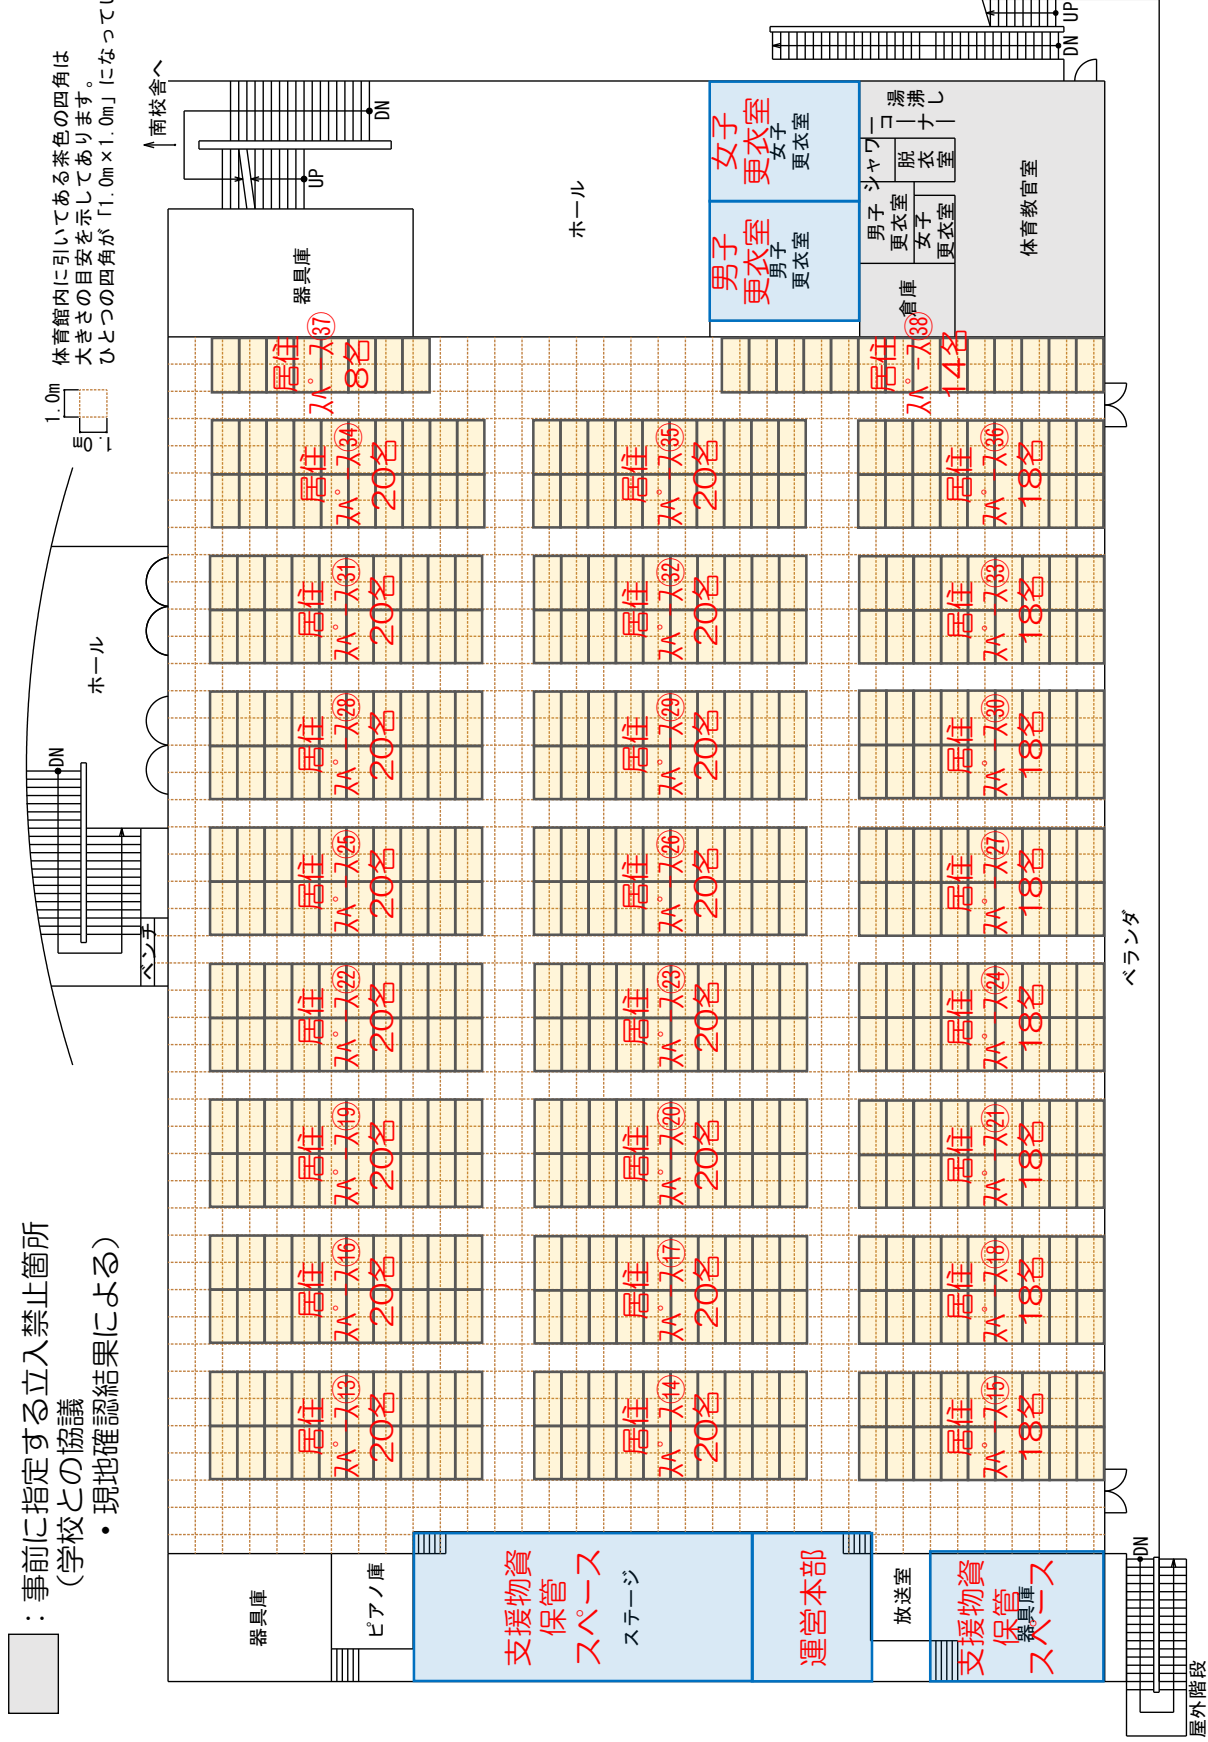 ：事前に指定する立入禁止箇所
（学校との協議
・現地確認結果による）
1.0m
体育館内に引いてある茶色の四角は
大きさの目安を示してあります。
ひとつの四角が「1.0m×1.0m」になってい
↑南校舎へ
UP
DN
ホール
DN
ベンチ
器具庫
ホール
女子
更衣室
女子
更衣室
男子
更衣室
男子
更衣室
湯沸し
コーナー
シャワー
脱衣室
男子
更衣室
女子
更衣室
倉庫
体育教官室
DN
UP
居住
スペース㊲
8名
居住
スペース㊳
14名
居住
スペース㉞
20名
居住
スペース㉟
20名
居住
スペース㊱
18名
居住
スペース㉛
20名
居住
スペース㉜
20名
居住
スペース㉝
18名
居住
スペース㉘
20名
居住
スペース㉙
20名
居住
スペース㉚
18名
居住
スペース㉕
20名
居住
スペース㉖
20名
居住
スペース㉗
18名
居住
スペース㉒
20名
居住
スペース㉓
20名
居住
スペース㉔
18名
居住
スペース⑲
20名
居住
スペース⑳
20名
居住
スペース㉑
18名
居住
スペース⑯
20名
居住
スペース⑰
20名
居住
スペース⑱
18名
居住
スペース⑬
20名
居住
スペース⑭
20名
居住
スペース⑮
18名
器具庫
ピアノ庫
支援物資
保管
スペース
ステージ
運営本部
放送室
支援物資
保管
スペース
器具庫
ベランダ
DN
屋外階段